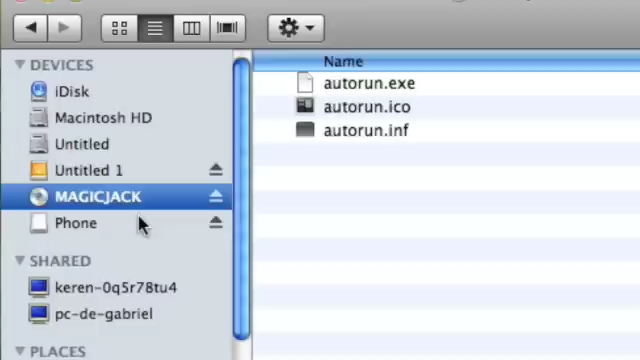 Name
DEVICES
iDisk
Macintosh HD
Untitled
Untitled 1
MAGICJACK
Phone
SHARED
keren-0q5r78tu4
pc-de-gabriel
PLACES
autorun.exe
autorun.ico
autorun.inf